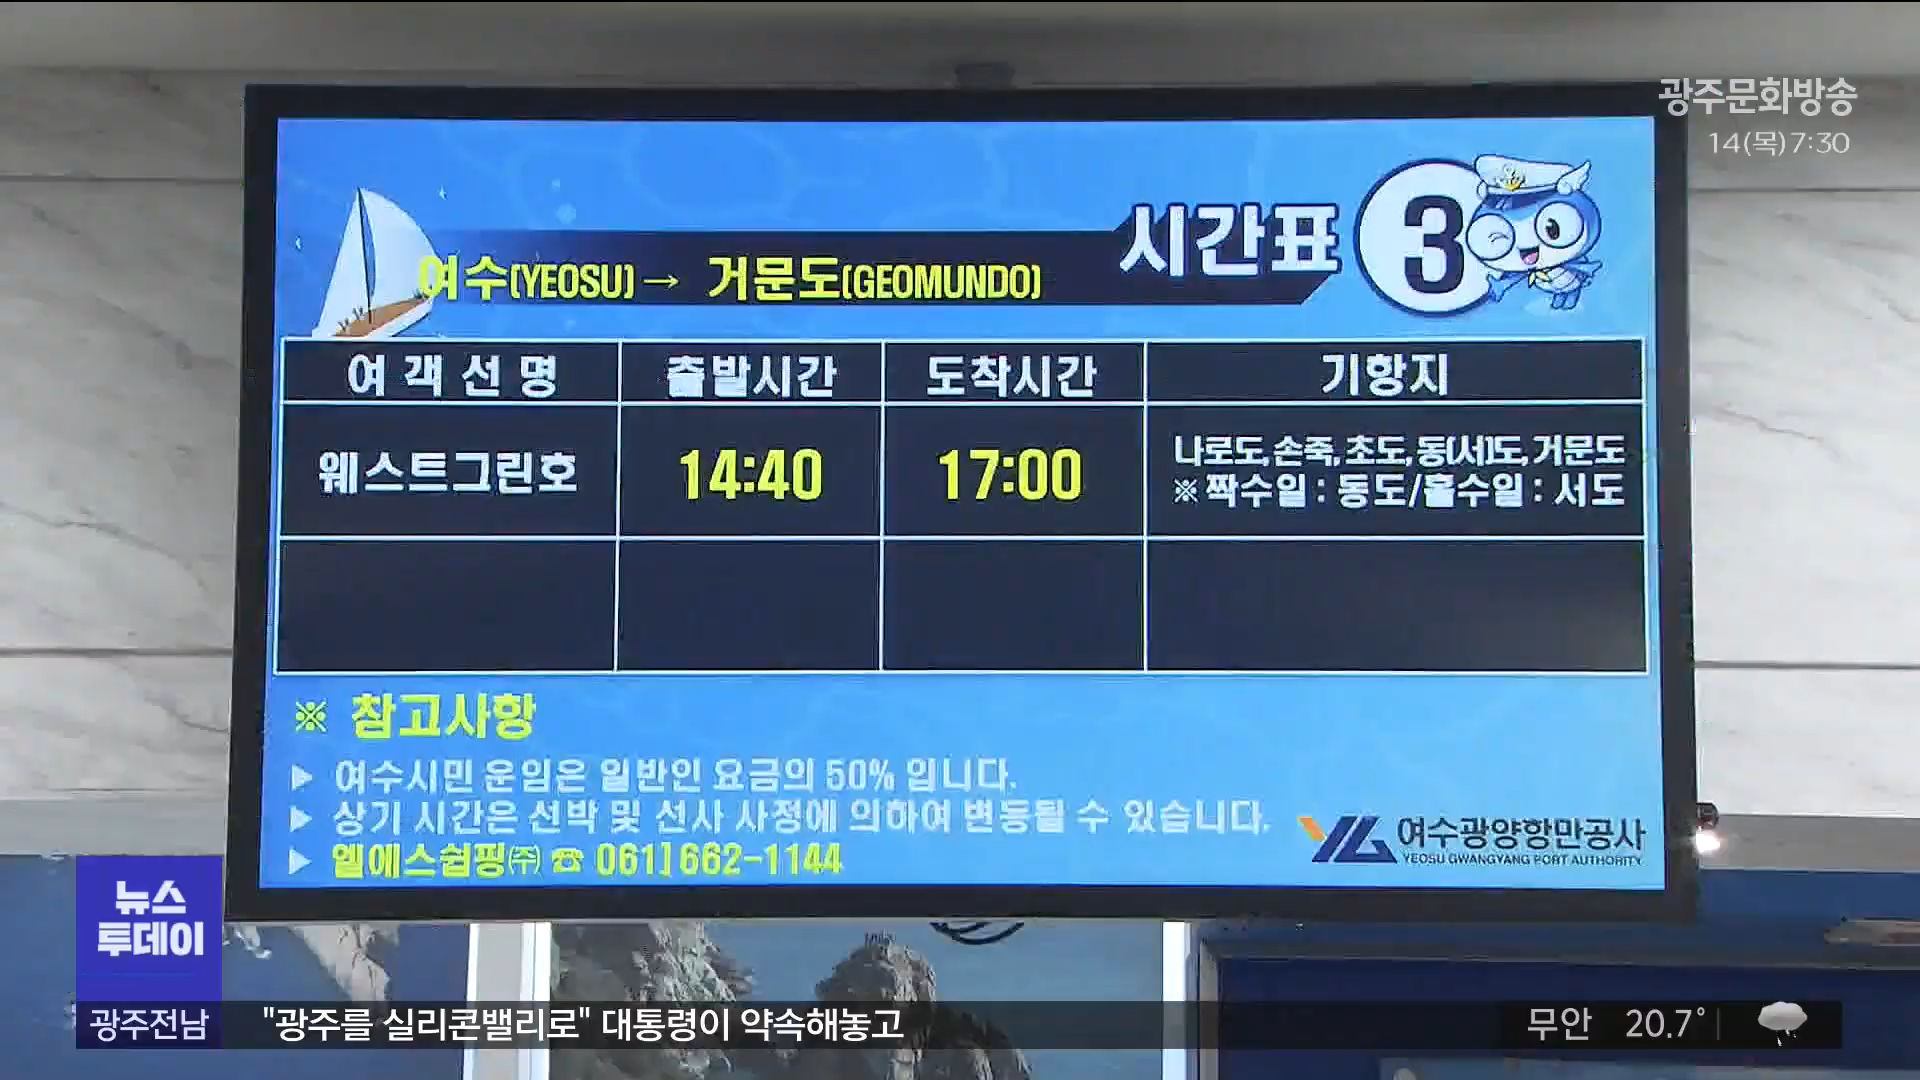 광주문화방송
14(목) 7:30
시간표 3
여수(YEOSU)→ 거문도(GEOMUNDO)
여 객 선 명 출발시간 도착시간 기항지
웨스트그린호 14:40 17:00 나로도, 손죽, 초도, 동(서)도, 거문도
※ 짝수일 : 동도/홀수일 : 서도
※ 참고사항
▶ 여수시민 운임은 일반인 요금의 50% 입니다.
▶ 상기 시간은 선박 및 선사 사정에 의하여 변동될 수 있습니다.
▶ 엘에스쉽핑㈜ ☎ 061)662-1144
여수광양항만공사
YEOSU GWANGYANG PORT AUTHORITY
뉴스
투데이
광주전남 "광주를 실리콘밸리로" 대통령이 약속해놓고
무안 20.7°